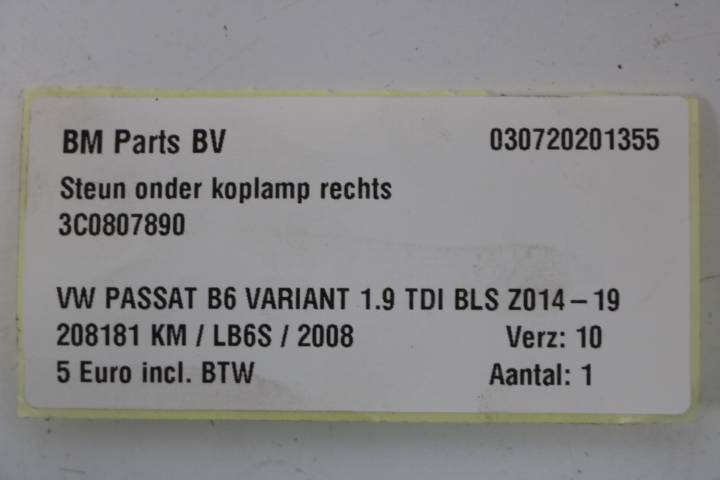 BM Parts BV 030720201355
Steun onder koplamp rechts
3C0807890
VW PASSAT B6 VARIANT 1.9 TDI BLS Z014-19
208181 KM / LB6S / 2008 Verz: 10
5 Euro incl. BTW Aantal: 1